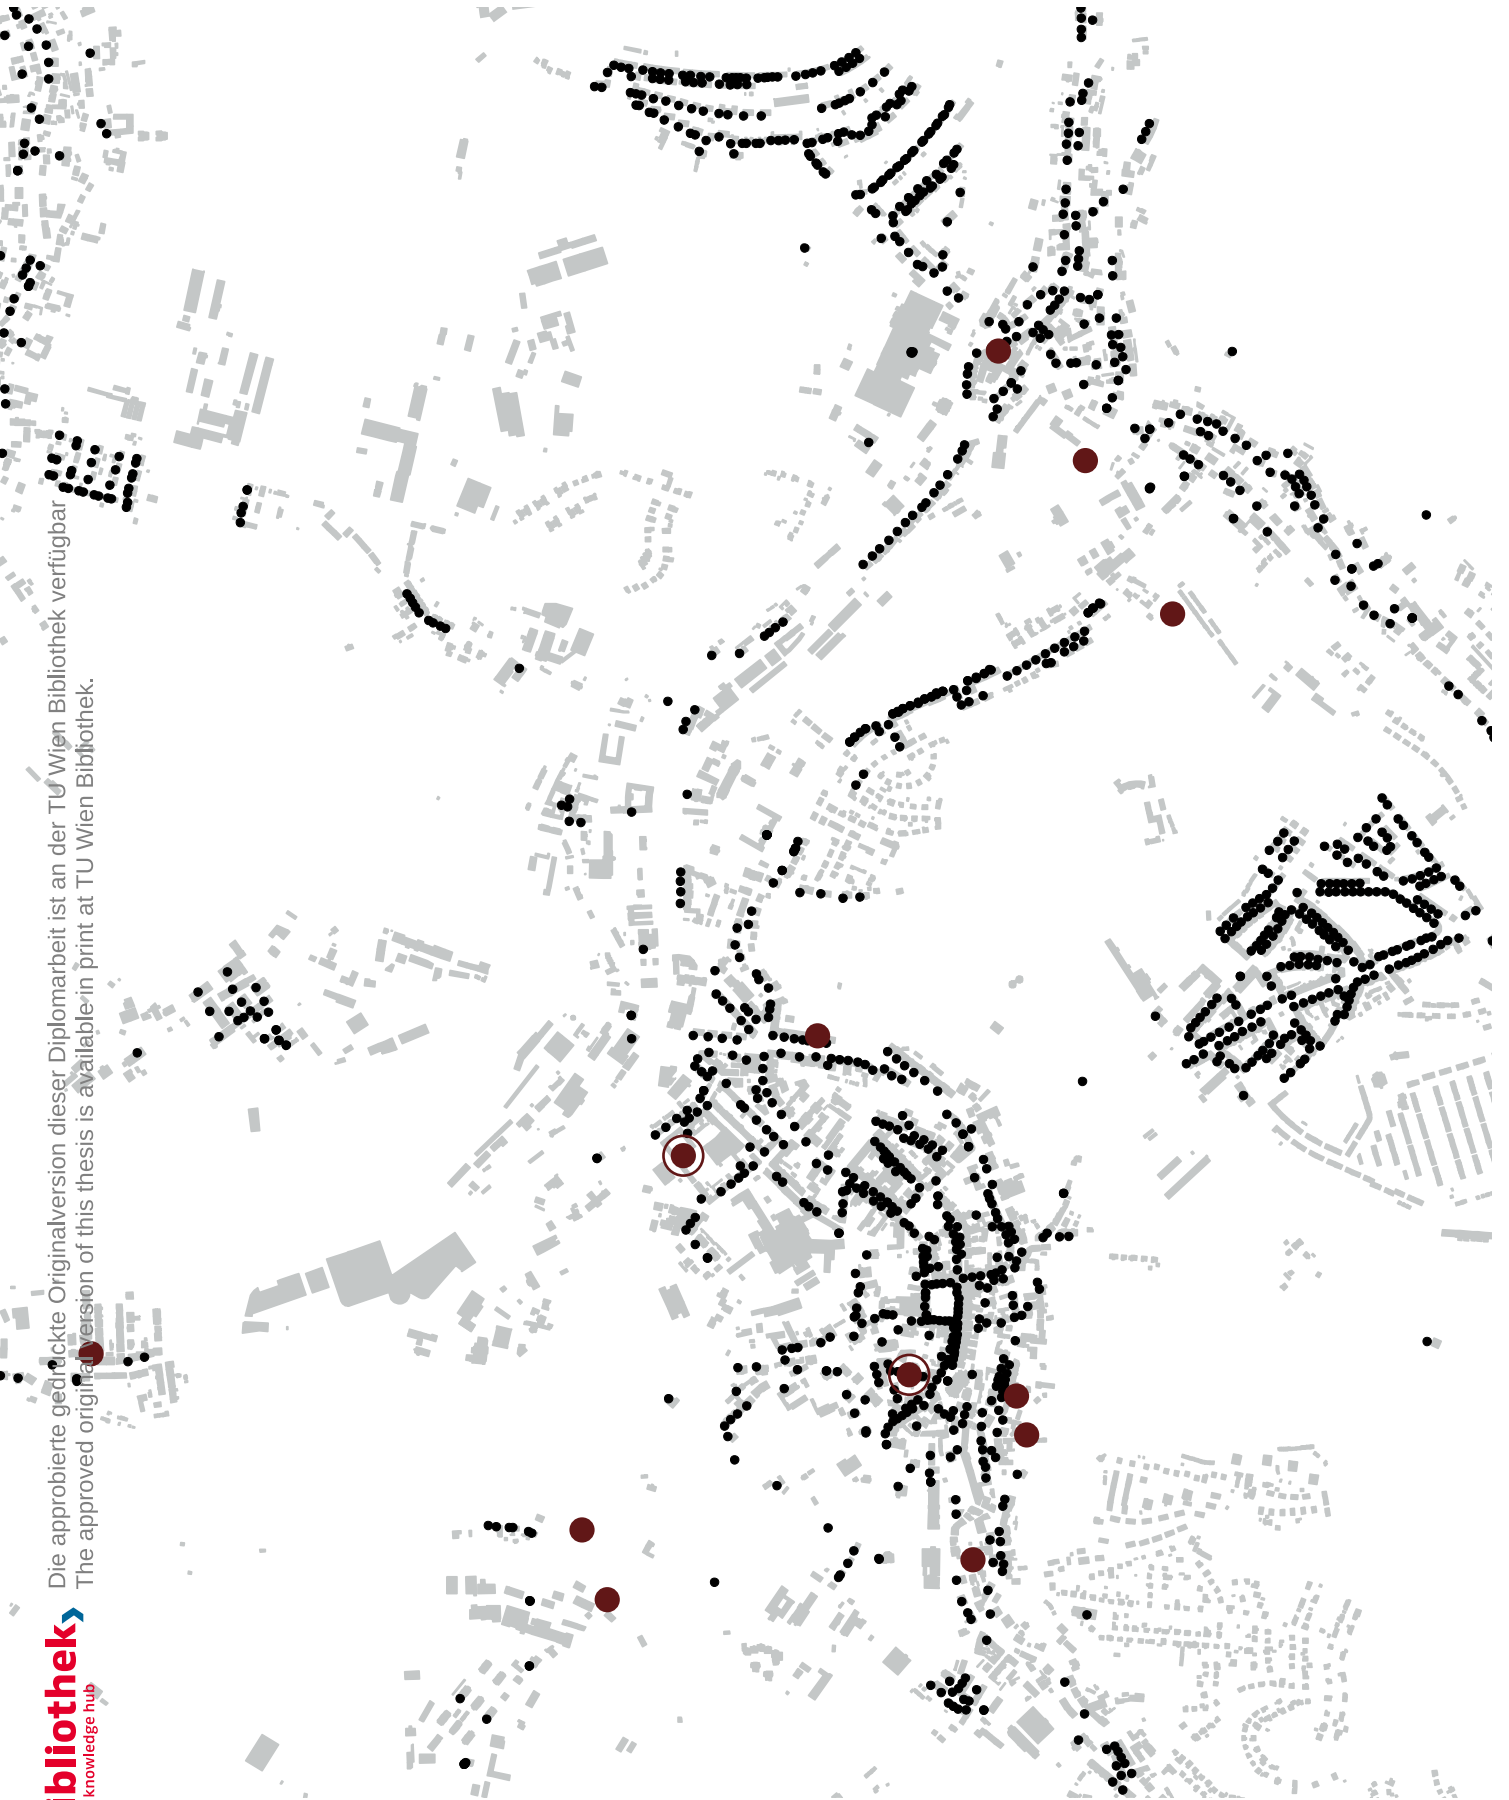 Die approbierte gedruckte Originalversion dieser Diplomarbeit ist an der TU Wien Bibliothek verfügbar
The approved original version of this thesis is available in print at TU Wien Bibliothek.
bliothek
knowledge hub